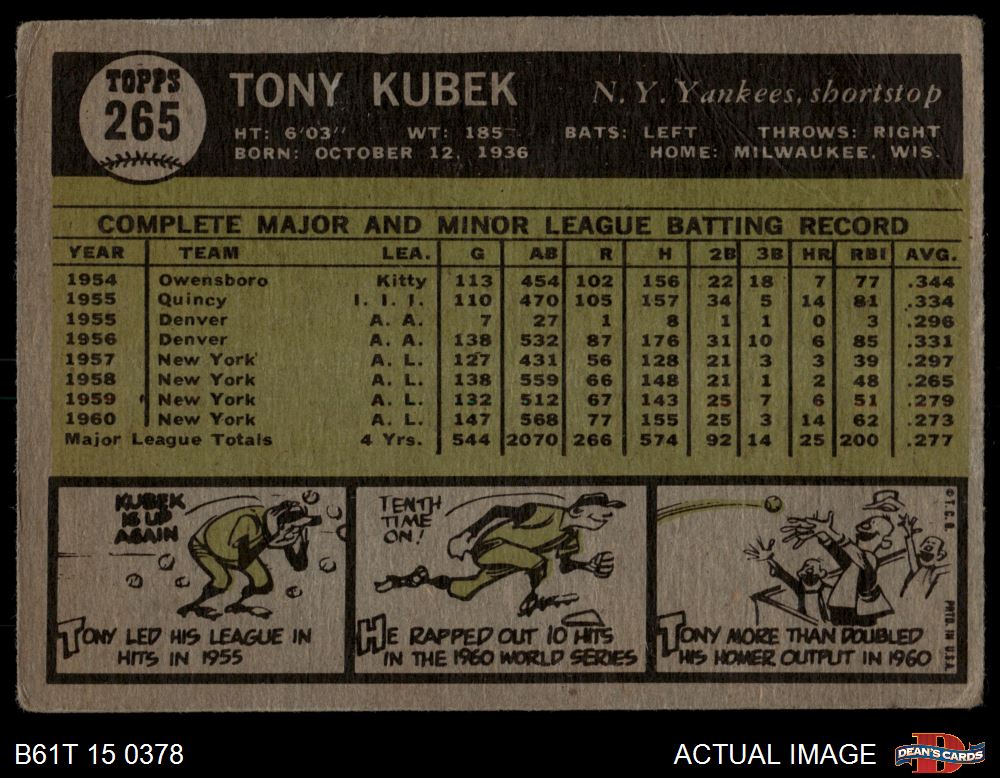 TOPPS
265
TONY KUBEK
N. Y. Yankees, shortstop
HT: 6'03" WT: 185 BATS: LEFT THROWS: RIGHT
BORN: OCTOBER 12, 1936 HOME: MILWAUKEE, WIS.
COMPLETE MAJOR AND MINOR LEAGUE BATTING RECORD
YEAR TEAM LEA. G AB R H 2B 3B HR RBI AVG.
1954 Owensboro Kitty 113 454 102 156 22 18 7 77 .344
1955 Quincy I. I. I. 110 470 105 157 34 5 14 81 .334
1955 Denver A. A. 7 27 1 8 1 1 0 3 .296
1956 Denver A. A. 138 532 87 176 31 10 6 85 .331
1957 New York A. L. 127 431 56 128 21 3 3 39 .297
1958 New York A. L. 138 559 66 148 21 1 2 48 .265
1959 New York A. L. 132 512 67 143 25 7 6 51 .279
1960 New York A. L. 147 568 77 155 25 3 14 62 .273
Major League Totals 4 Yrs. 544 2070 266 574 92 14 25 200 .277
KUBEK
IS UP
AGAIN
TONY LED HIS LEAGUE IN
HITS IN 1955
TENTH
TIME
ON!
HE RAPPED OUT 10 HITS
IN THE 1960 WORLD SERIES
TONY MORE THAN DOUBLED
HIS HOMER OUTPUT IN 1960
© T. C. G.
PRTD. IN U.S.A.
B61T 15 0378
ACTUAL IMAGE
DEAN'S CARDS